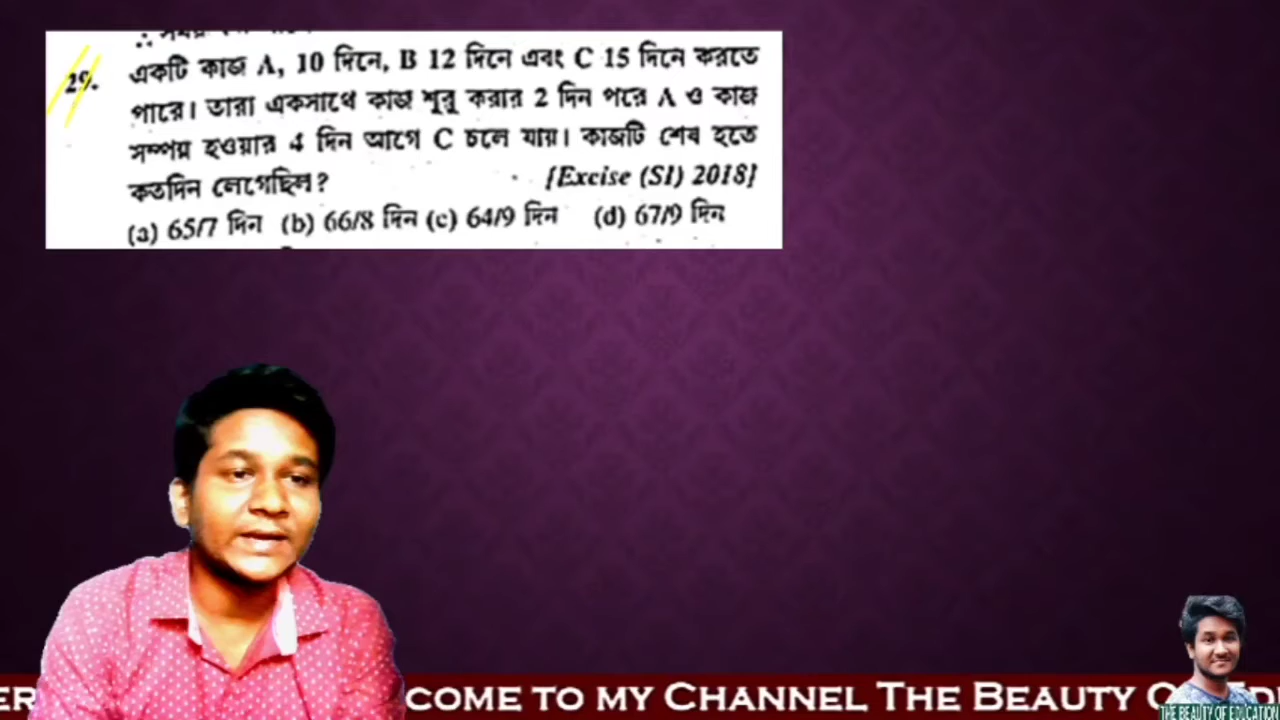 29. একটি কাজ A, 10 দিনে, B 12 দিনে এবং C 15 দিনে করতে
পারে। তারা একসাথে কাজ শুরু করার 2 দিন পরে A ও কাজ
সম্পন্ন হওয়ার 4 দিন আগে C চলে যায়। কাজটি শেষ হতে
কতদিন লেগেছিল? [Excise (SI) 2018]
(a) 65/7 দিন (b) 66/8 দিন (c) 64/9 দিন (d) 67/9 দিন
COME TO MY CHANNEL THE BEAUTY
THE BEAUTY OF EDUCATION